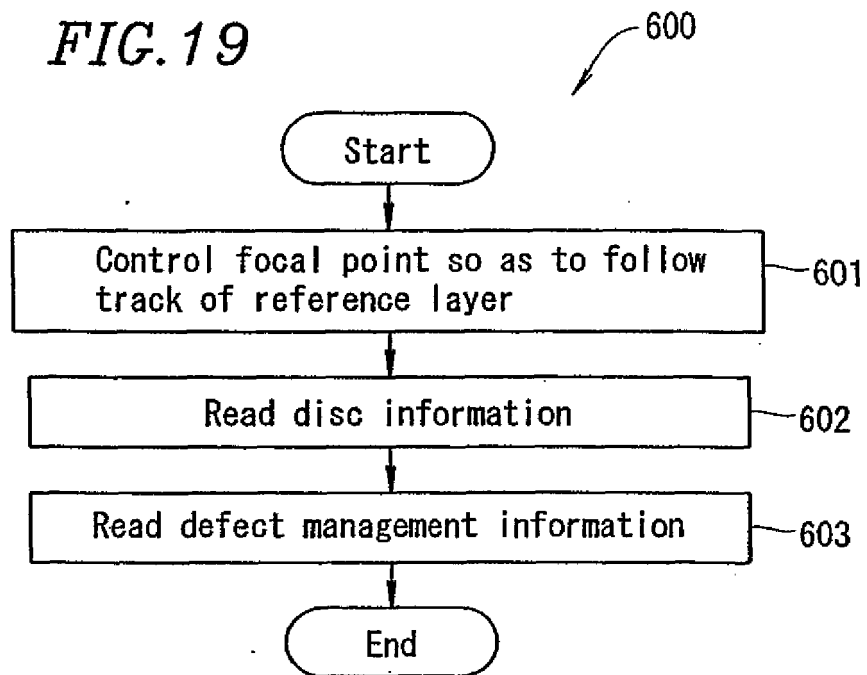 FIG.19
600
Start
Control focal point so as to follow
track of reference layer
601
Read disc information
602
Read defect management information
603
End